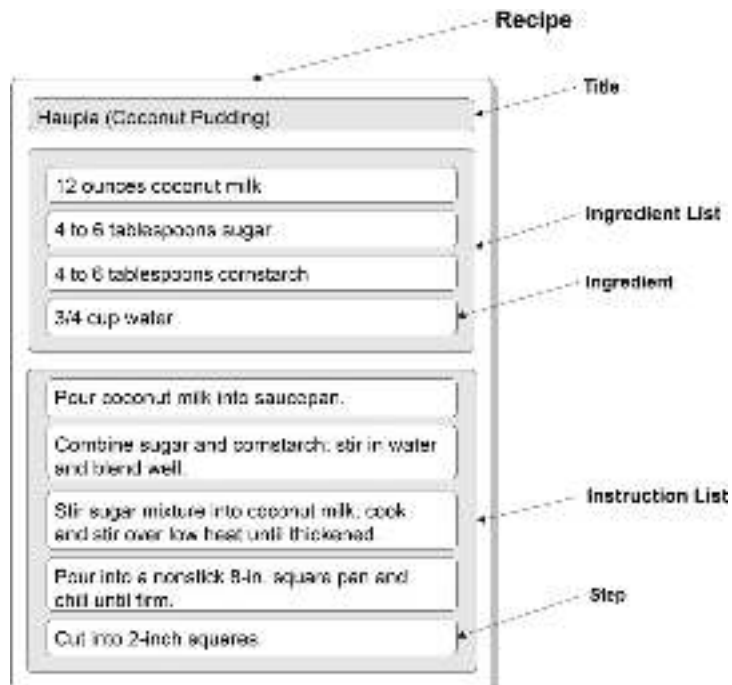 Recipe
Title
Haupia (Coconut Pudding)
12 ounces coconut milk
4 to 6 tablespoons sugar
Ingredient List
4 to 6 tablespoons cornstarch
Ingredient
3/4 cup water
Pour coconut milk into saucepan.
Combine sugar and cornstarch; stir in water
and blend well.
Stir sugar mixture into coconut milk; cook
and stir over low heat until thickened
Instruction List
Pour into a nonstick 8-in. square pan and
chill until firm.
Step
Cut into 2-inch squares